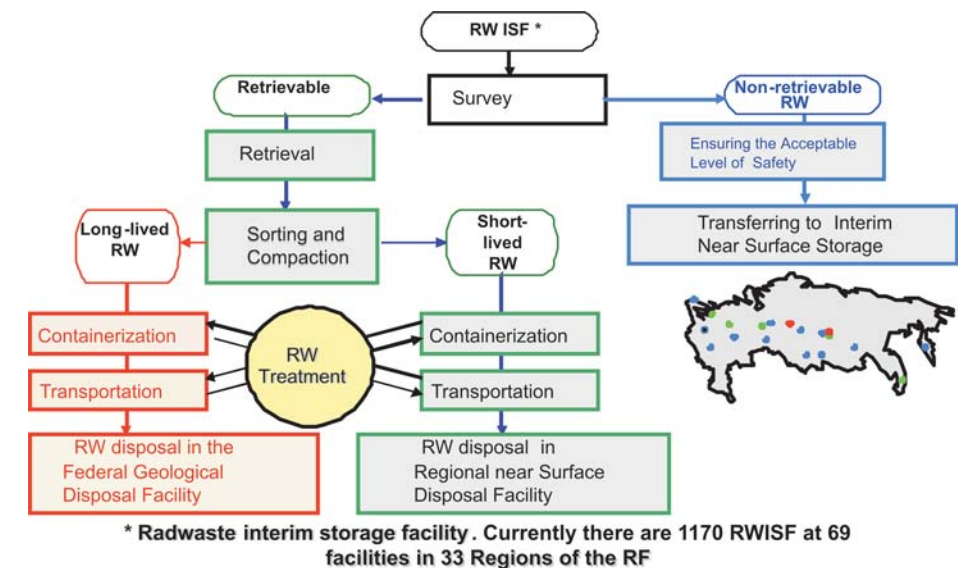 RW ISF *
Retrievable
Survey
Non-retrievable
RW
Retrieval
Ensuring the Acceptable
Level of Safety
Long-lived
RW
Sorting and
Compaction
Short-
lived
RW
Transferring to Interim
Near Surface Storage
Containerization
RW
Treatment
Containerization
Transportation
Transportation
RW disposal in the
Federal Geological
Disposal Facility
RW disposal in
Regional near Surface
Disposal Facility
* Radwaste interim storage facility. Currently there are 1170 RWISF at 69
facilities in 33 Regions of the RF